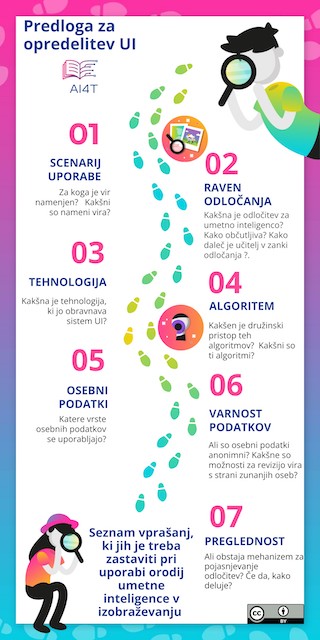 Predloga za
opredelitev UI
AI4T
01
SCENARIJ
UPORABE
Za koga je vir
namenjen? Kakšni
so nameni vira?
02
RAVEN
ODLOČANJA
Kakšna je odločitev za
umetno inteligenco?
Kako občutljiva? Kako
daleč je učitelj v zanki
odločanja ?.
03
TEHNOLOGIJA
Kakšna je tehnologija,
ki jo obravnava
sistem UI?
04
ALGORITEM
Kakšen je družinski
pristop teh
algoritmov? Kakšni so
ti algoritmi?
05
OSEBNI
PODATKI
Katere vrste
osebnih podatkov
se uporabljajo?
06
VARNOST
PODATKOV
Ali so osebni podatki
anonimni? Kakšne so
možnosti za revizijo vira
s strani zunanjih oseb?
07
PREGLEDNOST
Ali obstaja mehanizem za
pojasnjevanje
odločitev? Če da, kako
deluje?
Seznam vprašanj,
ki jih je treba
zastaviti pri
uporabi orodij
umetne
inteligence v
izobraževanju
cc
BY